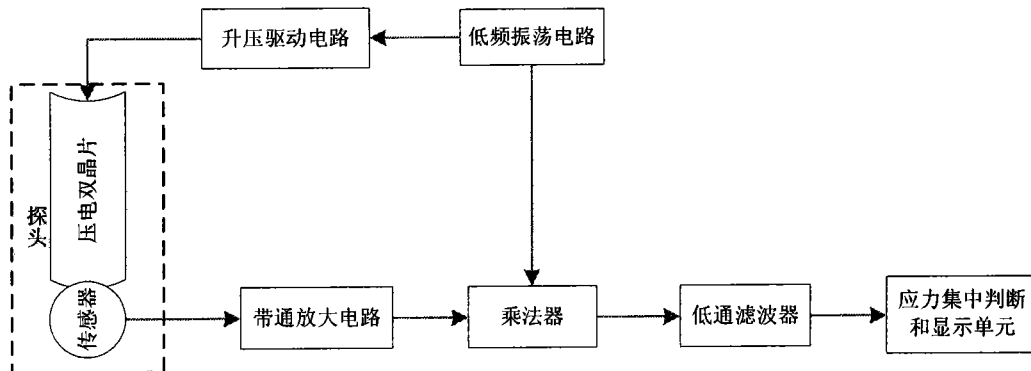 升压驱动电路
低频振荡电路
压电双晶片
探头
传感器
带通放大电路
乘法器
低通滤波器
应力集中判断
和显示单元